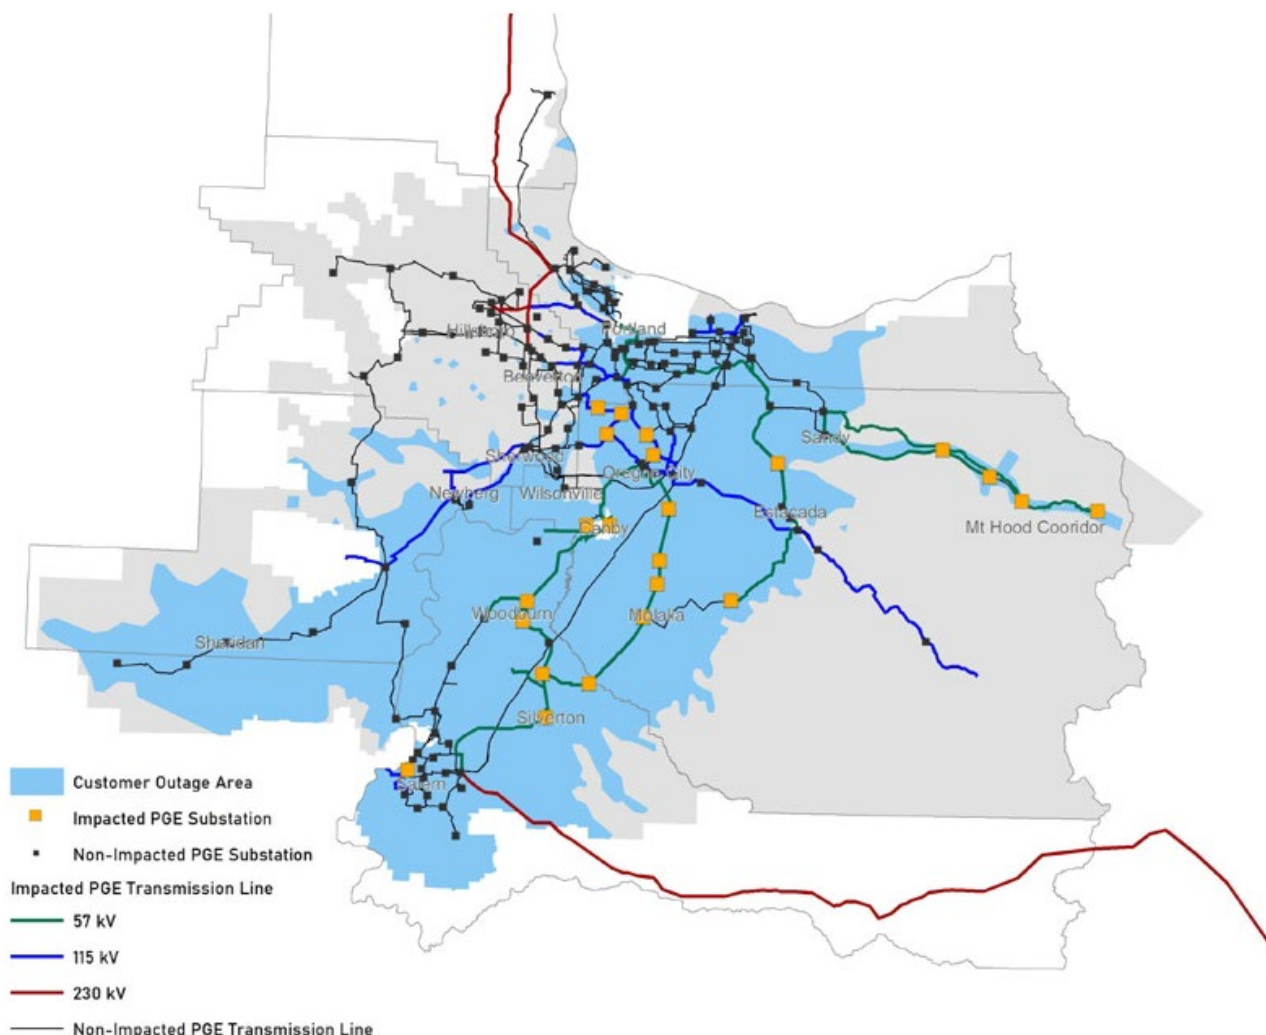 Portland
Hillsboro
Beaverton
Sandy
Sherwood
Oregon City
Newberg
Wilsonville
Estacada
Canby
Mt Hood Cooridor
Woodburn
Molaka
Sheridan
Silverton
Salem
Customer Outage Area
Impacted PGE Substation
Non-Impacted PGE Substation
Impacted PGE Transmission Line
57 kV
115 kV
230 kV
Non-Impacted PGE Transmission Line